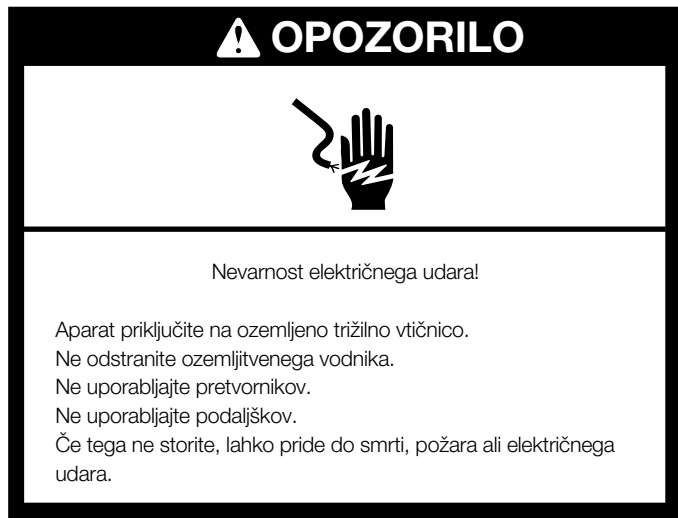 OPOZORILO
Nevarnost električnega udara!
Aparat priključite na ozemljeno trižilno vtičnico.
Ne odstranite ozemljitvenega vodnika.
Ne uporabljajte pretvornikov.
Ne uporabljajte podaljškov.
Če tega ne storite, lahko pride do smrti, požara ali električnega
udara.